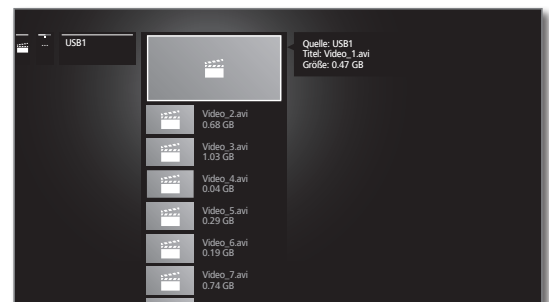 ...
USB1
Quelle: USB1
Titel: Video_1.avi
Größe: 0.47 GB
Video_2.avi
0.68 GB
Video_3.avi
1.03 GB
Video_4.avi
0.04 GB
Video_5.avi
0.29 GB
Video_6.avi
0.19 GB
Video_7.avi
0.74 GB